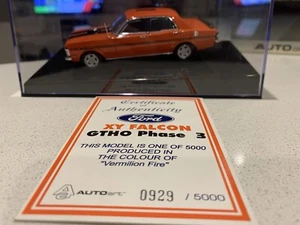 AUTOart
Certificate
of
Authenticity
Ford
XY FALCON
GTHO Phase 3
THIS MODEL IS ONE OF 5000
PRODUCED IN
THE COLOUR OF
"Vermilion Fire"
AUTOart 0929 / 5000